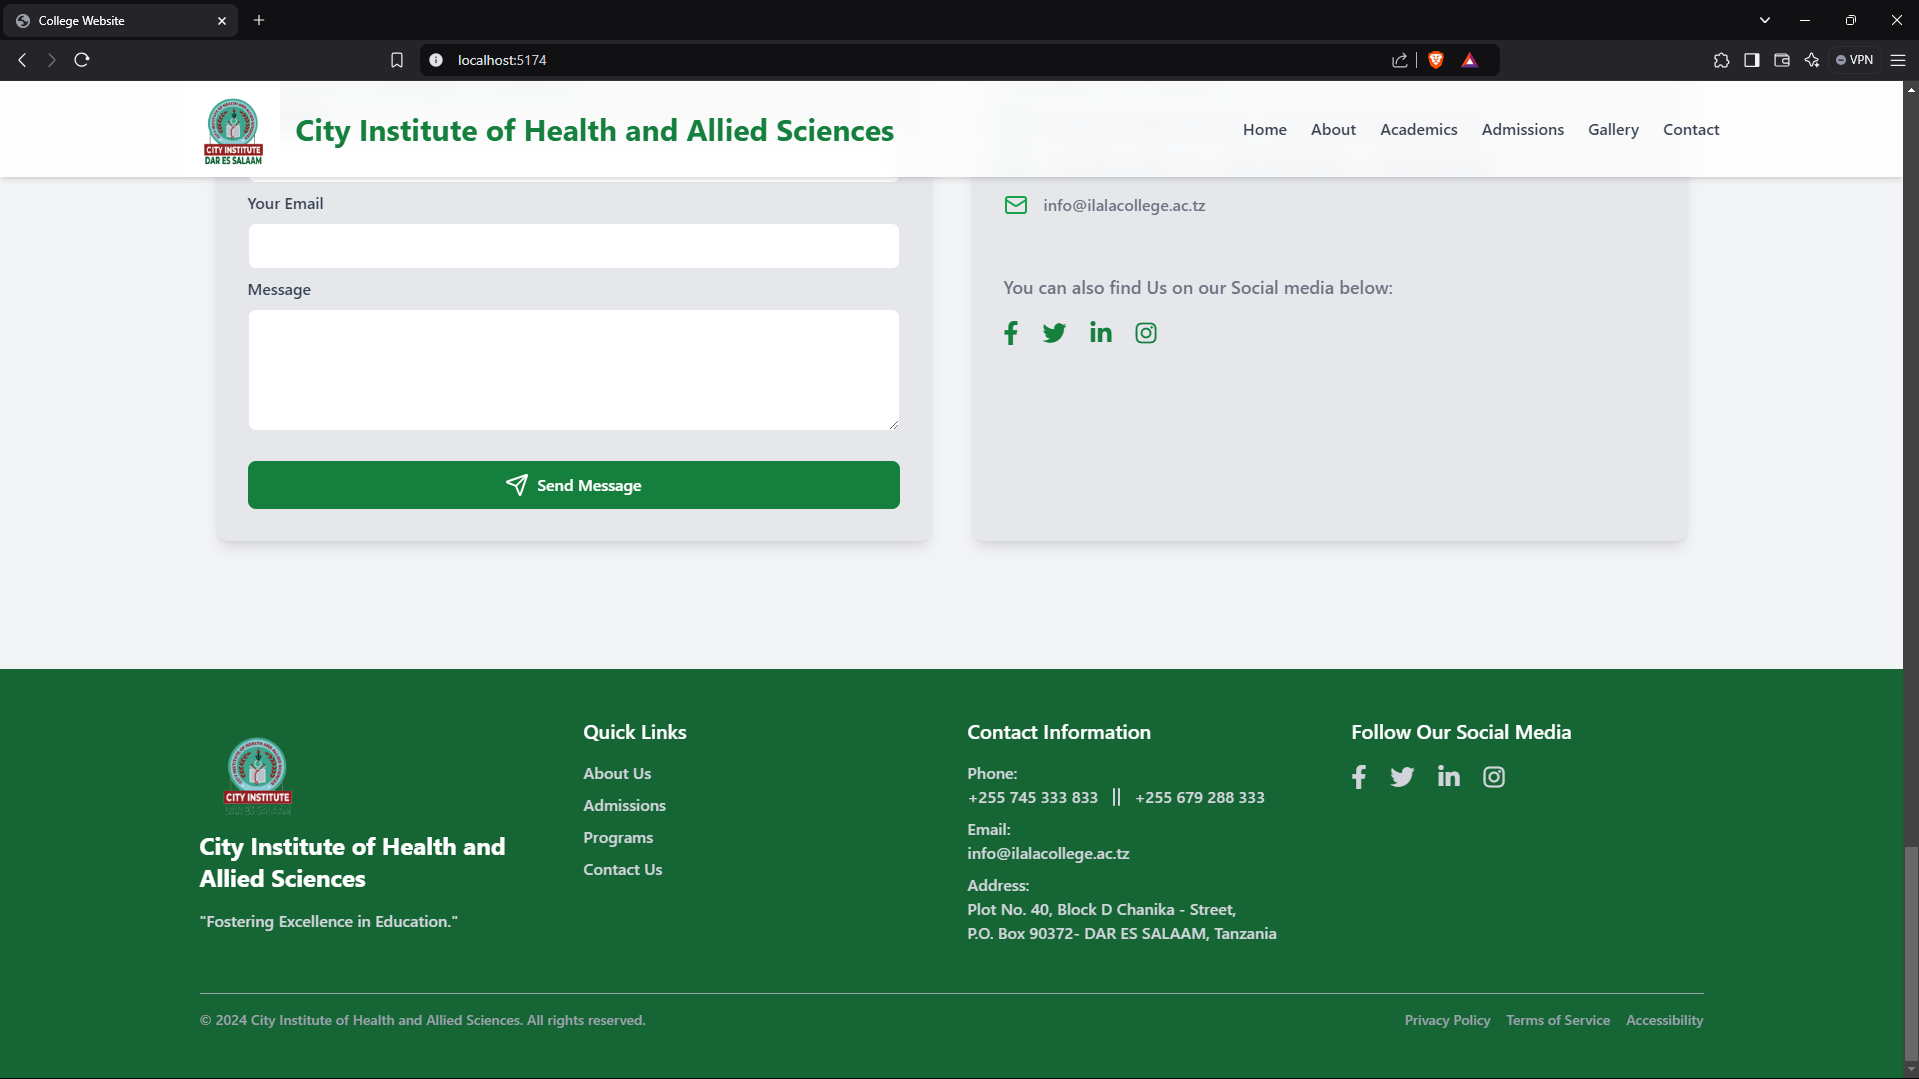 College Website
localhost:5174
VPN
CITY INSTITUTE
DAR ES SALAAM
City Institute of Health and Allied Sciences
Home
About
Academics
Admissions
Gallery
Contact
Your Email
Message
Send Message
info@ilalacollege.ac.tz
You can also find Us on our Social media below:
CITY INSTITUTE
DAR ES SALAAM
City Institute of Health and
Allied Sciences
"Fostering Excellence in Education."
Quick Links
About Us
Admissions
Programs
Contact Us
Contact Information
Phone:
+255 745 333 833 || +255 679 288 333
Email:
info@ilalacollege.ac.tz
Address:
Plot No. 40, Block D Chanika - Street,
P.O. Box 90372- DAR ES SALAAM, Tanzania
Follow Our Social Media
© 2024 City Institute of Health and Allied Sciences. All rights reserved.
Privacy Policy
Terms of Service
Accessibility